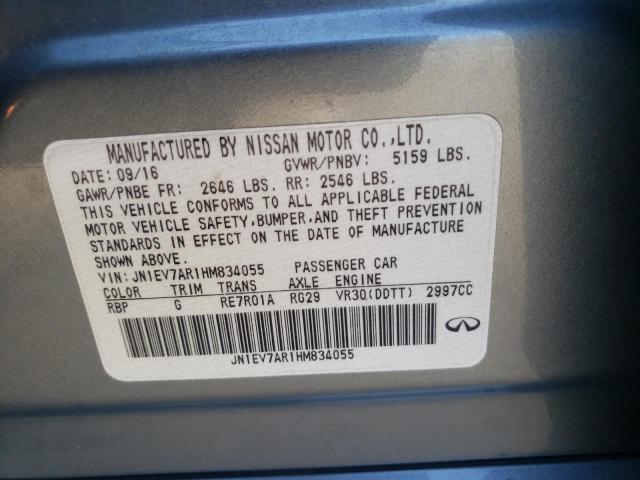 MANUFACTURED BY NISSAN MOTOR CO.,LTD.
DATE: 09/16 GVWR/PNBV: 5159 LBS.
GAWR/PNBE FR: 2646 LBS. RR: 2546 LBS.
THIS VEHICLE CONFORMS TO ALL APPLICABLE FEDERAL
MOTOR VEHICLE SAFETY,BUMPER,AND THEFT PREVENTION
STANDARDS IN EFFECT ON THE DATE OF MANUFACTURE
SHOWN ABOVE.
VIN: JN1EV7AR1HM834055 PASSENGER CAR
COLOR TRIM TRANS AXLE ENGINE
RBP G RE7R01A RG29 VR30(DDTT) 2997CC
JN1EV7AR1HM834055